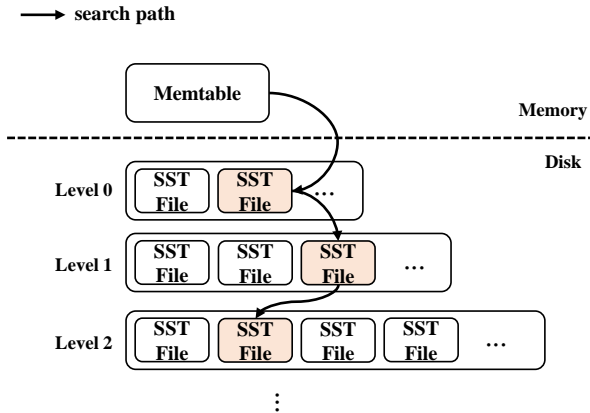 search path
Memtable
Memory
Disk
Level 0
SST File
SST File
...
Level 1
SST File
SST File
SST File
...
Level 2
SST File
SST File
SST File
SST File
...
⋮